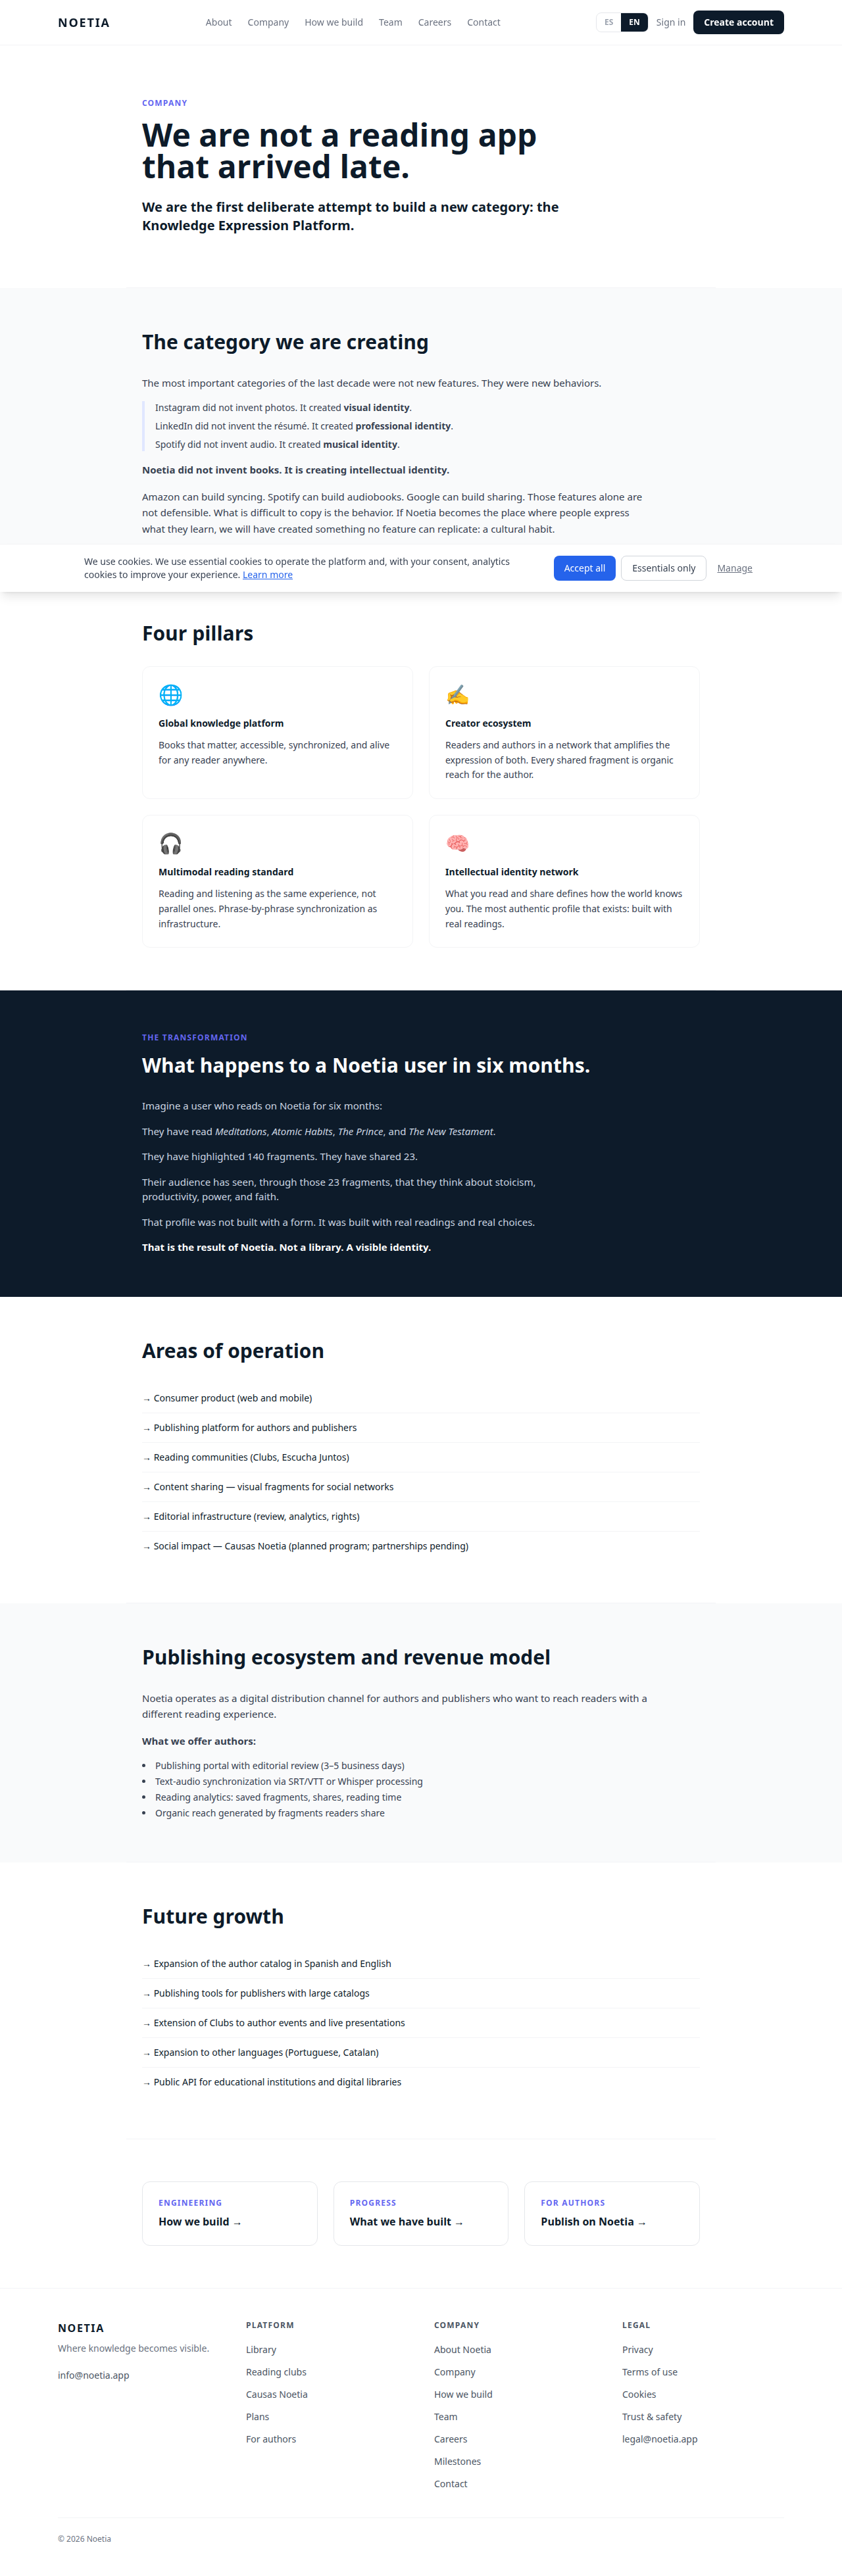 NOETIA
About
Company
How we build
Team
Careers
Contact
ES
EN
Sign in
Create account
COMPANY
We are not a reading app
that arrived late.
We are the first deliberate attempt to build a new category: the
Knowledge Expression Platform.
The category we are creating
The most important categories of the last decade were not new features. They were new behaviors.
Instagram did not invent photos. It created visual identity.
LinkedIn did not invent the résumé. It created professional identity.
Spotify did not invent audio. It created musical identity.
Noetia did not invent books. It is creating intellectual identity.
Amazon can build syncing. Spotify can build audiobooks. Google can build sharing. Those features alone are
not defensible. What is difficult to copy is the behavior. If Noetia becomes the place where people express
what they learn, we will have created something no feature can replicate: a cultural habit.
We use cookies. We use essential cookies to operate the platform and, with your consent, analytics
cookies to improve your experience. Learn more
Accept all
Essentials only
Manage
Four pillars
Global knowledge platform
Books that matter, accessible, synchronized, and alive
for any reader anywhere.
Creator ecosystem
Readers and authors in a network that amplifies the
expression of both. Every shared fragment is organic
reach for the author.
Multimodal reading standard
Reading and listening as the same experience, not
parallel ones. Phrase-by-phrase synchronization as
infrastructure.
Intellectual identity network
What you read and share defines how the world knows
you. The most authentic profile that exists: built with
real readings.
THE TRANSFORMATION
What happens to a Noetia user in six months.
Imagine a user who reads on Noetia for six months:
They have read Meditations, Atomic Habits, The Prince, and The New Testament.
They have highlighted 140 fragments. They have shared 23.
Their audience has seen, through those 23 fragments, that they think about stoicism,
productivity, power, and faith.
That profile was not built with a form. It was built with real readings and real choices.
That is the result of Noetia. Not a library. A visible identity.
Areas of operation
→ Consumer product (web and mobile)
→ Publishing platform for authors and publishers
→ Reading communities (Clubs, Escucha Juntos)
→ Content sharing — visual fragments for social networks
→ Editorial infrastructure (review, analytics, rights)
→ Social impact — Causas Noetia (planned program; partnerships pending)
Publishing ecosystem and revenue model
Noetia operates as a digital distribution channel for authors and publishers who want to reach readers with a
different reading experience.
What we offer authors:
• Publishing portal with editorial review (3–5 business days)
• Text-audio synchronization via SRT/VTT or Whisper processing
• Reading analytics: saved fragments, shares, reading time
• Organic reach generated by fragments readers share
Future growth
→ Expansion of the author catalog in Spanish and English
→ Publishing tools for publishers with large catalogs
→ Extension of Clubs to author events and live presentations
→ Expansion to other languages (Portuguese, Catalan)
→ Public API for educational institutions and digital libraries
ENGINEERING
How we build →
PROGRESS
What we have built →
FOR AUTHORS
Publish on Noetia →
NOETIA
Where knowledge becomes visible.
info@noetia.app
PLATFORM
Library
Reading clubs
Causas Noetia
Plans
For authors
COMPANY
About Noetia
Company
How we build
Team
Careers
Milestones
Contact
LEGAL
Privacy
Terms of use
Cookies
Trust & safety
legal@noetia.app
© 2026 Noetia